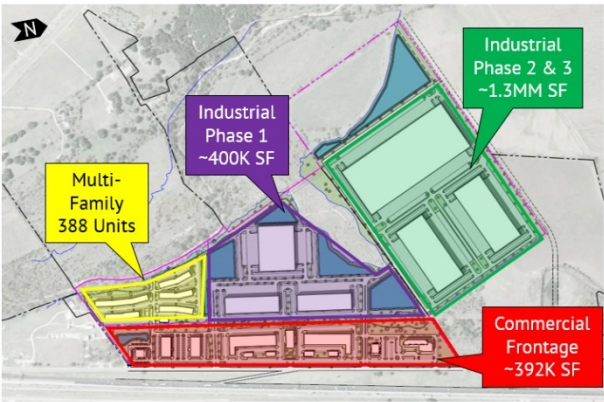 N
Industrial
Phase 2 & 3
~1.3MM SF
Industrial
Phase 1
~400K SF
Multi-
Family
388 Units
Commercial
Frontage
~392K SF